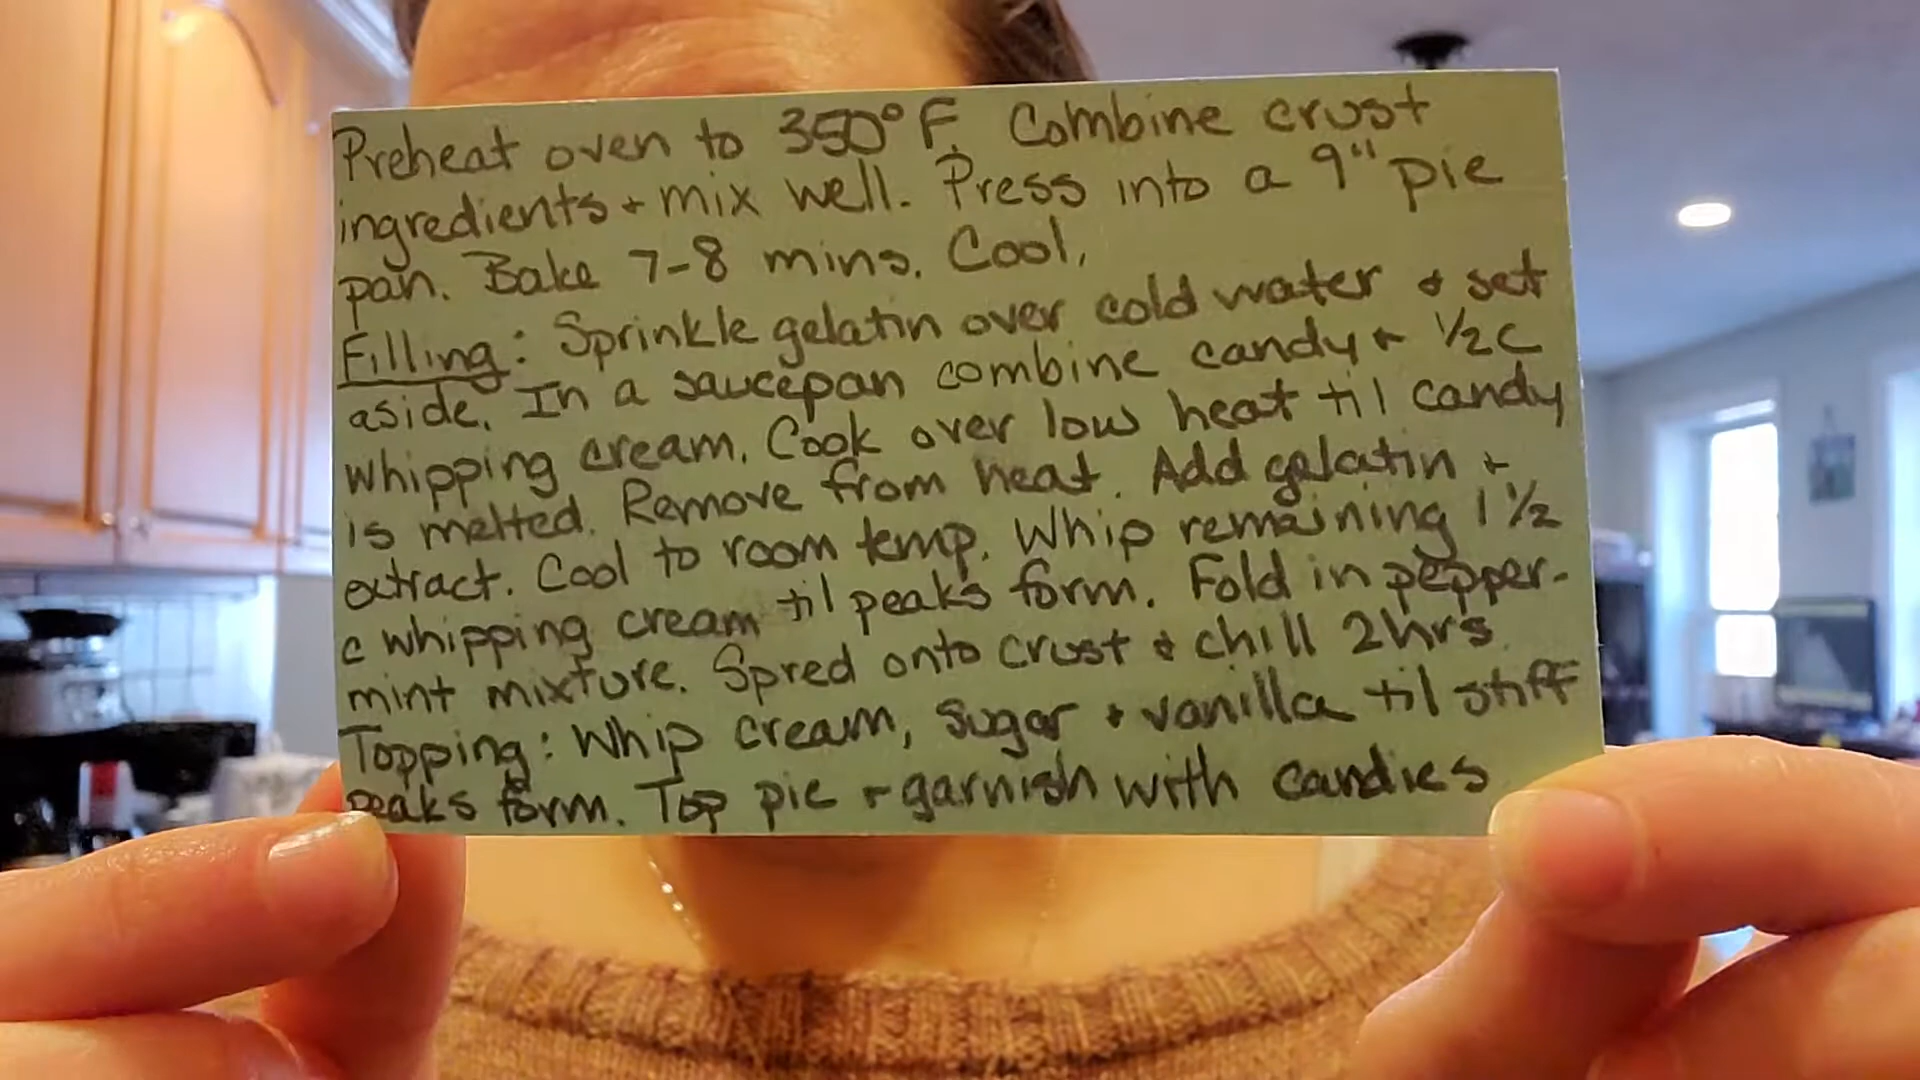 Preheat oven to 350°F. Combine crust
ingredients + mix well. Press into a 9" pie
pan. Bake 7-8 mins. Cool.
Filling: Sprinkle gelatin over cold water + set
aside. In a saucepan combine candy + 1/2 c
whipping cream. Cook over low heat til candy
is melted. Remove from heat. Add gelatin +
extract. Cool to room temp. Whip remaining 1 1/2
c whipping cream til peaks form. Fold in pepper-
mint mixture. Spred onto crust + chill 2hrs.
Topping: Whip cream, sugar + vanilla til stiff
peaks form. Top pie + garnish with candies